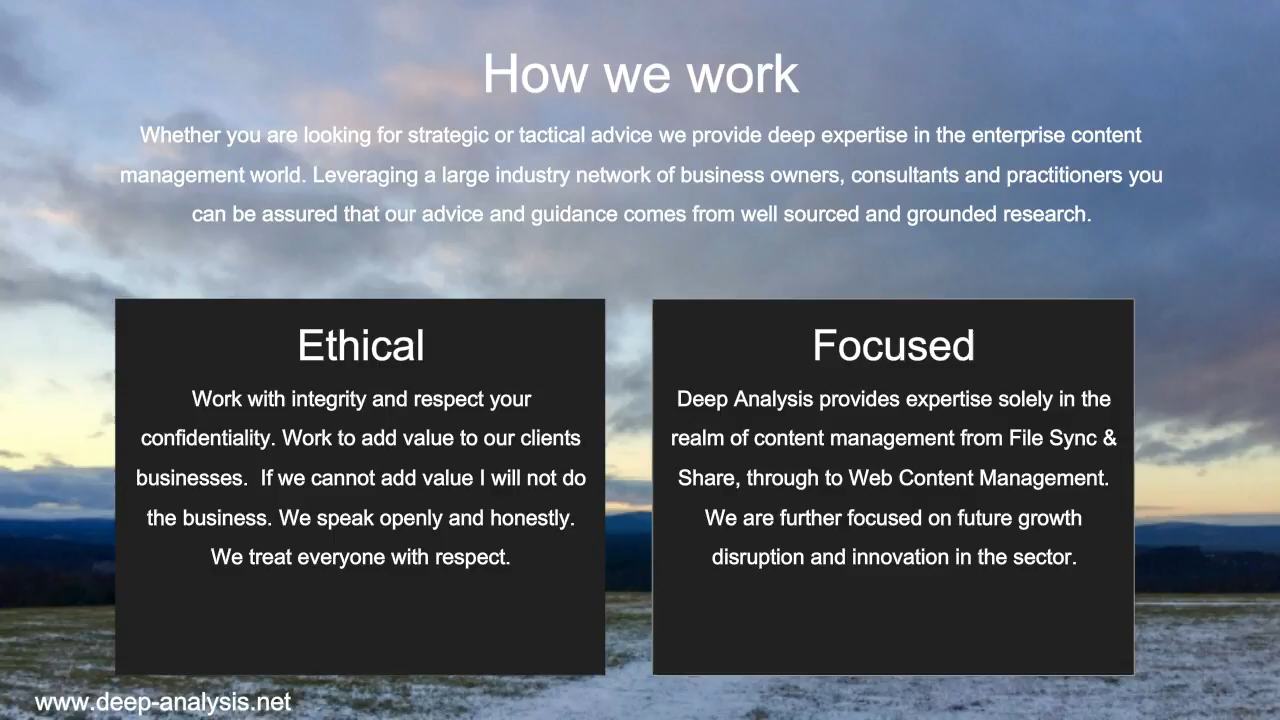 How we work
Whether you are looking for strategic or tactical advice we provide deep expertise in the enterprise content
management world. Leveraging a large industry network of business owners, consultants and practitioners you
can be assured that our advice and guidance comes from well sourced and grounded research.
Ethical
Work with integrity and respect your
confidentiality. Work to add value to our clients
businesses.  If we cannot add value I will not do
the business. We speak openly and honestly.
We treat everyone with respect.
Focused
Deep Analysis provides expertise solely in the
realm of content management from File Sync &
Share, through to Web Content Management.
We are further focused on future growth
disruption and innovation in the sector.
www.deep-analysis.net